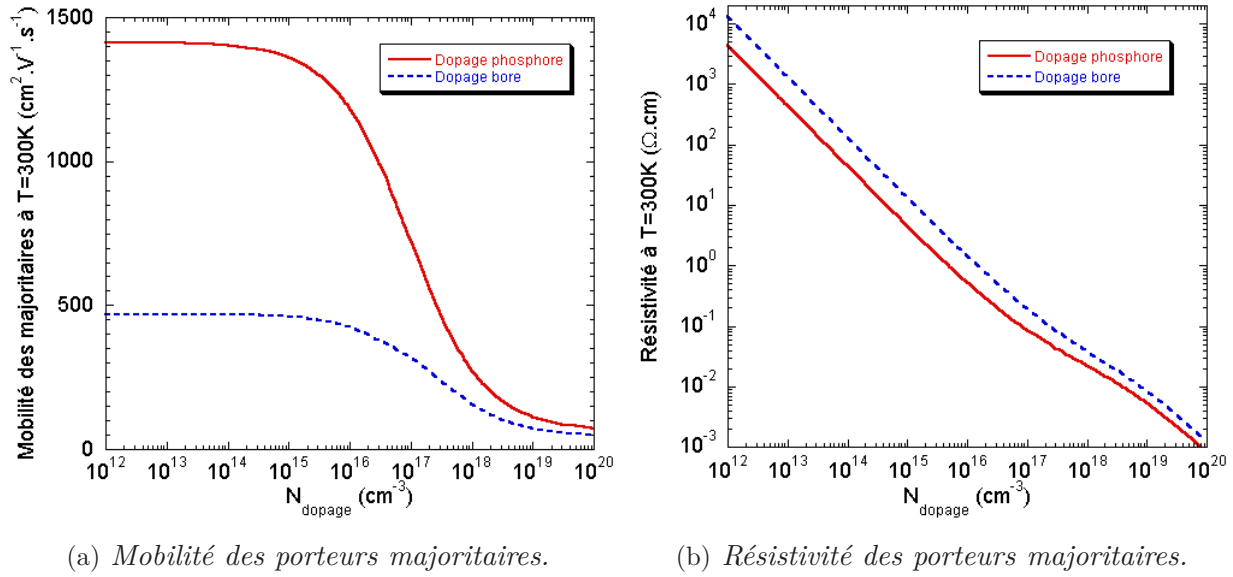 Mobilité des majoritaires à T=300K (cm².V⁻¹.s⁻¹)
1500
1000
500
0
Dopage phosphore
Dopage bore
10¹² 10¹³ 10¹⁴ 10¹⁵ 10¹⁶ 10¹⁷ 10¹⁸ 10¹⁹ 10²⁰
N_dopage (cm⁻³)
(a) Mobilité des porteurs majoritaires.
Résistivité à T=300K (Ω.cm)
10⁴
10³
10²
10¹
10⁰
10⁻¹
10⁻²
10⁻³
Dopage phosphore
Dopage bore
10¹² 10¹³ 10¹⁴ 10¹⁵ 10¹⁶ 10¹⁷ 10¹⁸ 10¹⁹ 10²⁰
N_dopage (cm⁻³)
(b) Résistivité des porteurs majoritaires.